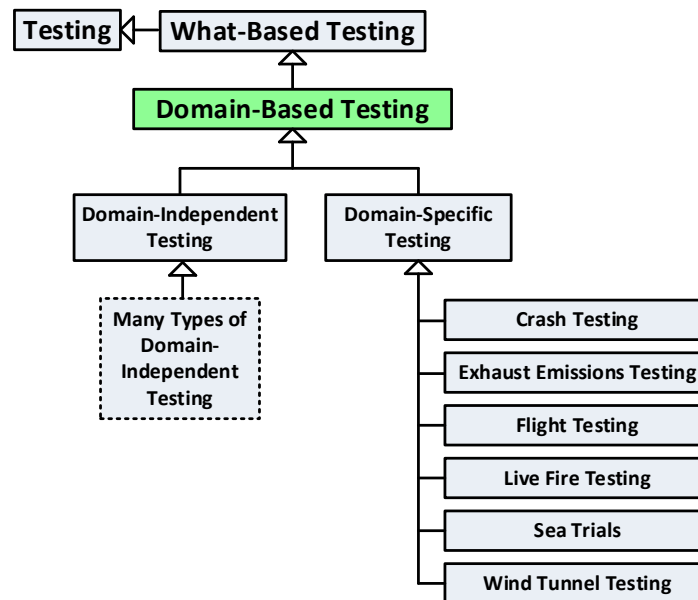 Testing
What-Based Testing
Domain-Based Testing
Domain-Independent
Testing
Domain-Specific
Testing
Many Types of
Domain-
Independent
Testing
Crash Testing
Exhaust Emissions Testing
Flight Testing
Live Fire Testing
Sea Trials
Wind Tunnel Testing